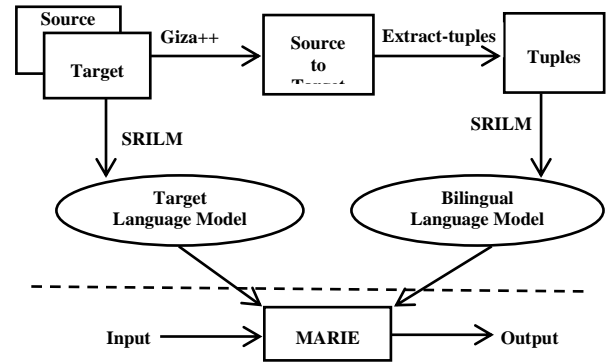 Source
Target
Giza++
Source
to
Target
Extract-tuples
Tuples
SRILM
SRILM
Target
Language Model
Bilingual
Language Model
Input
MARIE
Output